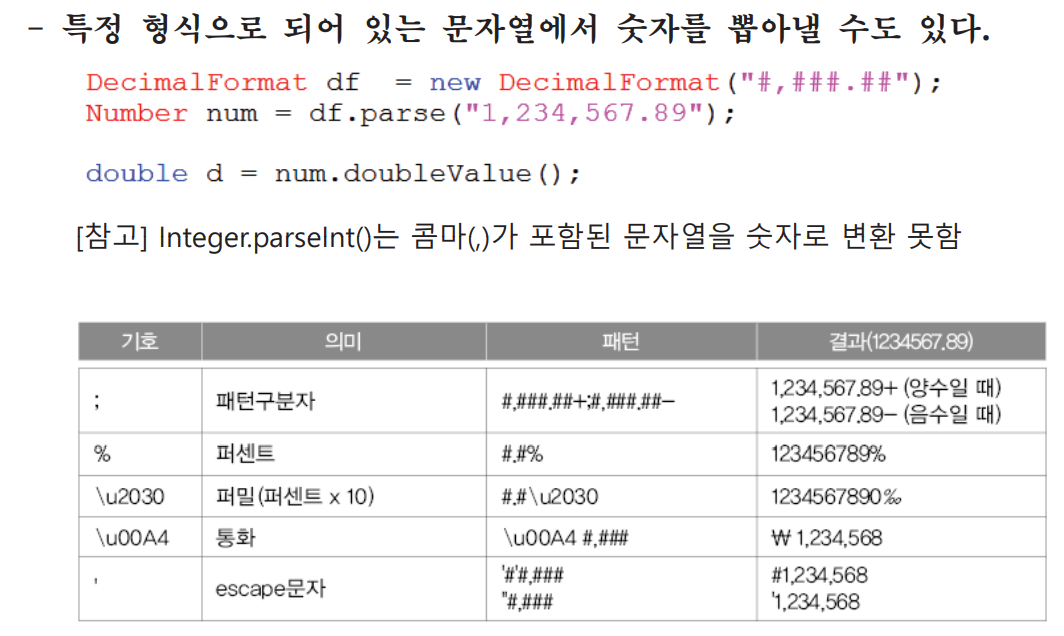 - 특정 형식으로 되어 있는 문자열에서 숫자를 뽑아낼 수도 있다.
DecimalFormat df = new DecimalFormat("#,###.##");
Number num = df.parse("1,234,567.89");
double d = num.doubleValue();
[참고] Integer.parseInt()는 콤마(,)가 포함된 문자열을 숫자로 변환 못함
기호 의미 패턴 결과(1234567.89)
; 패턴구분자 #,###.##+;#,###.##- 1,234,567.89+ (양수일 때)
1,234,567.89- (음수일 때)
% 퍼센트 #.#% 123456789%
\u2030 퍼밀(퍼센트 x 10) #.#\u2030 1234567890‰
\u00A4 통화 \u00A4 #,### ₩ 1,234,568
' escape문자 '#'#,### #1,234,568
''#,### '1,234,568